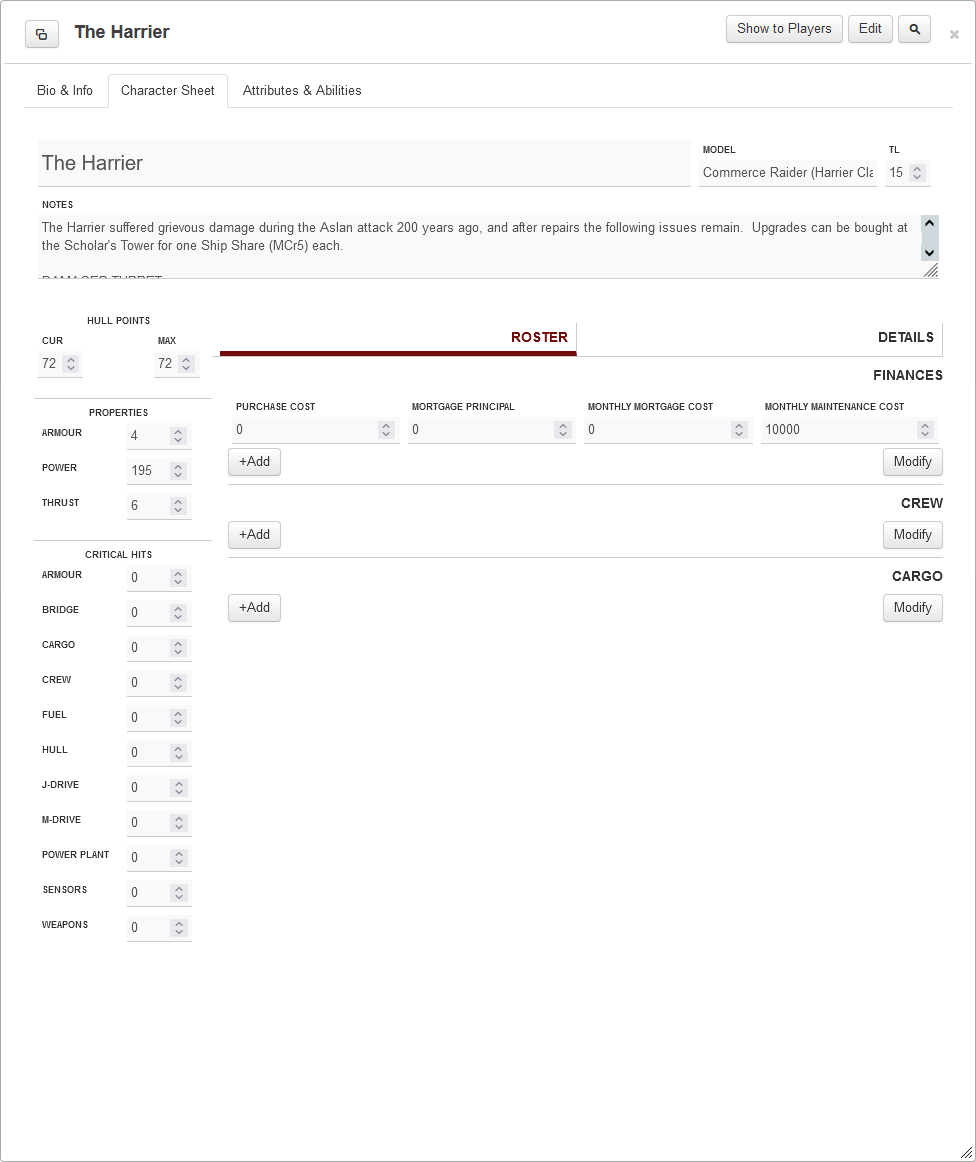 The Harrier
Show to Players
Edit
Bio & Info
Character Sheet
Attributes & Abilities
The Harrier
MODEL
Commerce Raider (Harrier Cla
TL
15
NOTES
The Harrier suffered grievous damage during the Aslan attack 200 years ago, and after repairs the following issues remain.  Upgrades can be bought at
the Scholar's Tower for one Ship Share (MCr5) each.
DAMAGED TURRET
HULL POINTS
CUR
MAX
72
72
PROPERTIES
ARMOUR
4
POWER
195
THRUST
6
CRITICAL HITS
ARMOUR
0
BRIDGE
0
CARGO
0
CREW
0
FUEL
0
HULL
0
J-DRIVE
0
M-DRIVE
0
POWER PLANT
0
SENSORS
0
WEAPONS
0
ROSTER
DETAILS
FINANCES
PURCHASE COST
MORTGAGE PRINCIPAL
MONTHLY MORTGAGE COST
MONTHLY MAINTENANCE COST
0
0
0
10000
+Add
Modify
CREW
+Add
Modify
CARGO
+Add
Modify